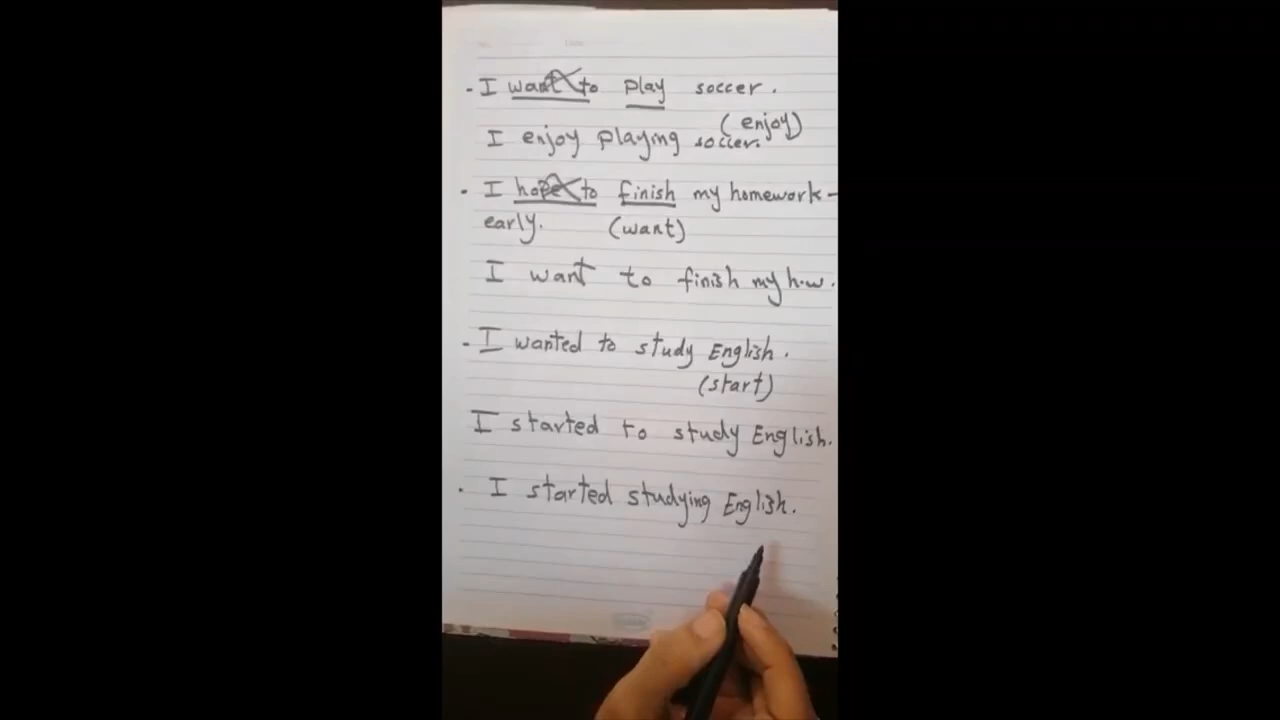 . I want to play soccer.
(enjoy)
I enjoy playing soccer.
. I hope to finish my homework
early. (want)
I want to finish my h.w.
. I wanted to study English.
(start)
I started to study English.
. I started studying English.